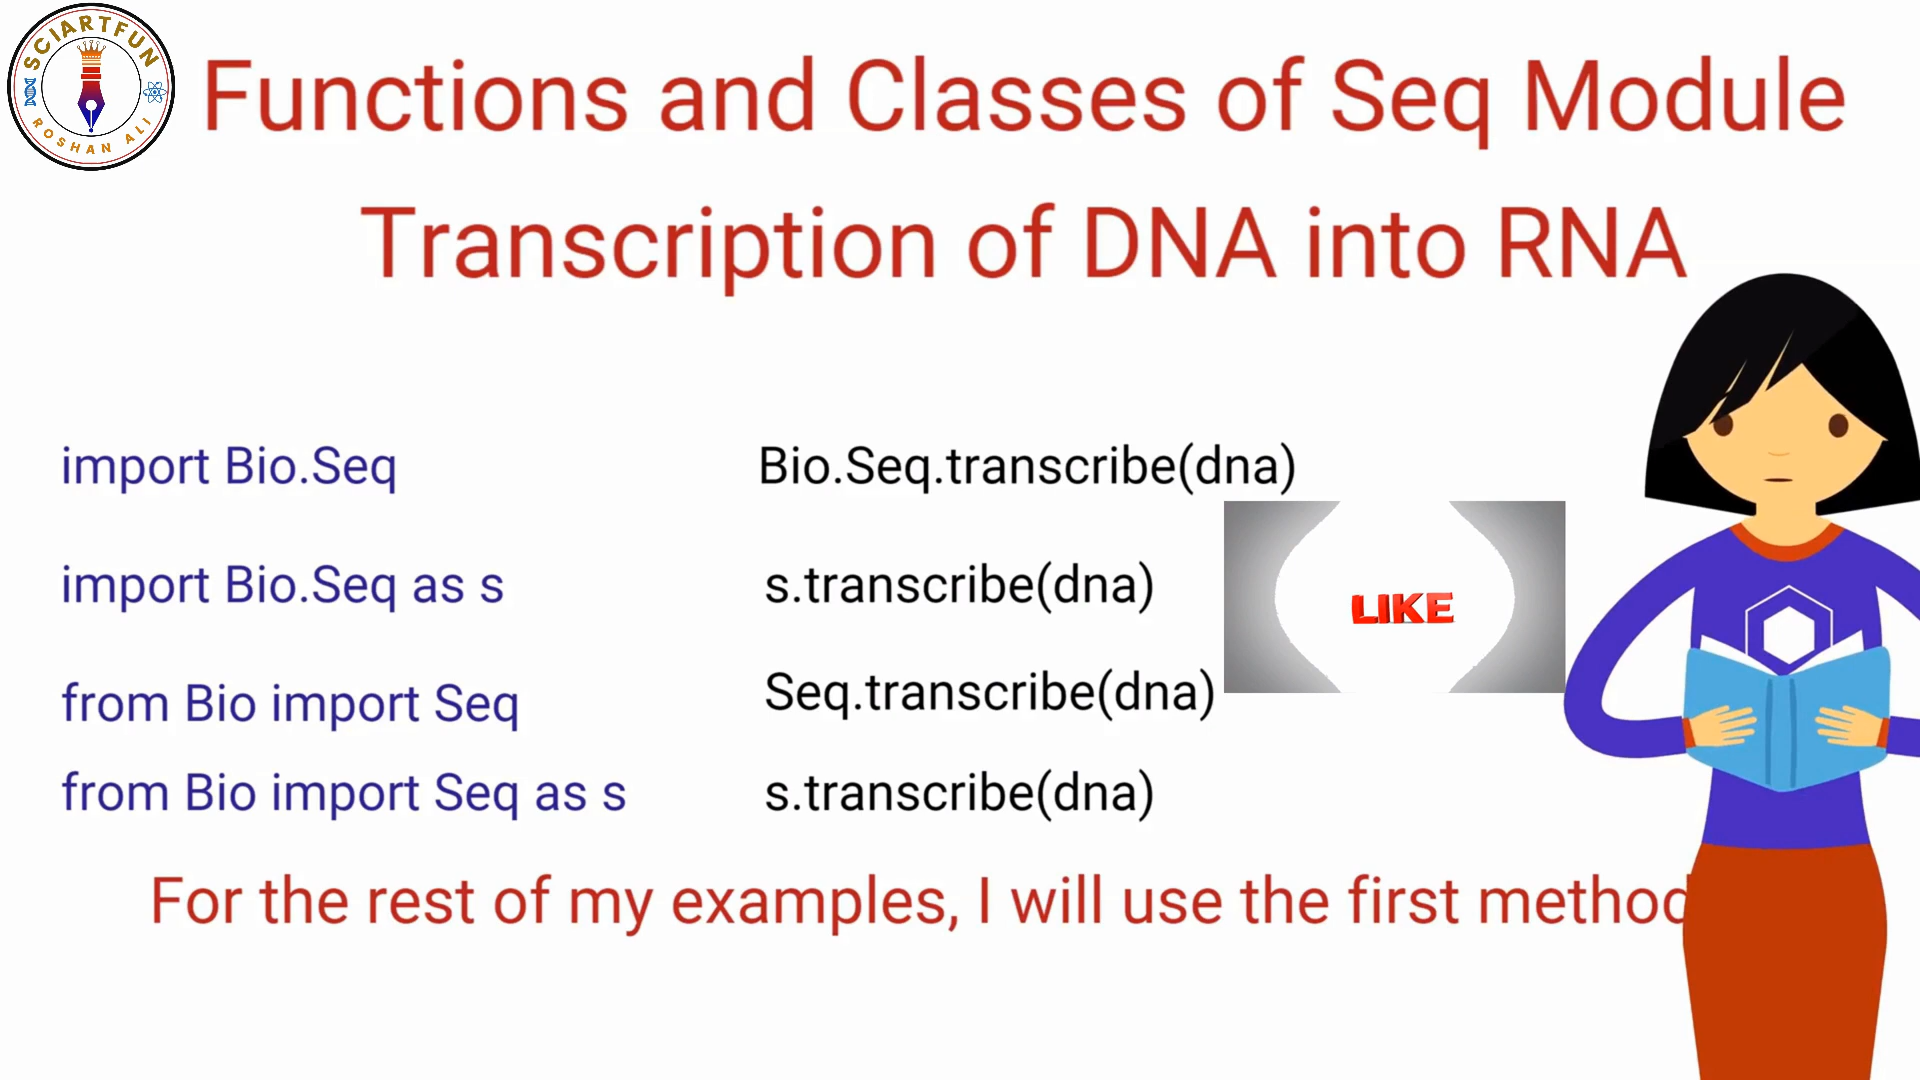 SCIARTFUN
ROSHAN ALI
Functions and Classes of Seq Module
Transcription of DNA into RNA
import Bio.Seq
Bio.Seq.transcribe(dna)
import Bio.Seq as s
s.transcribe(dna)
LIKE
from Bio import Seq
Seq.transcribe(dna)
from Bio import Seq as s
s.transcribe(dna)
For the rest of my examples, I will use the first method